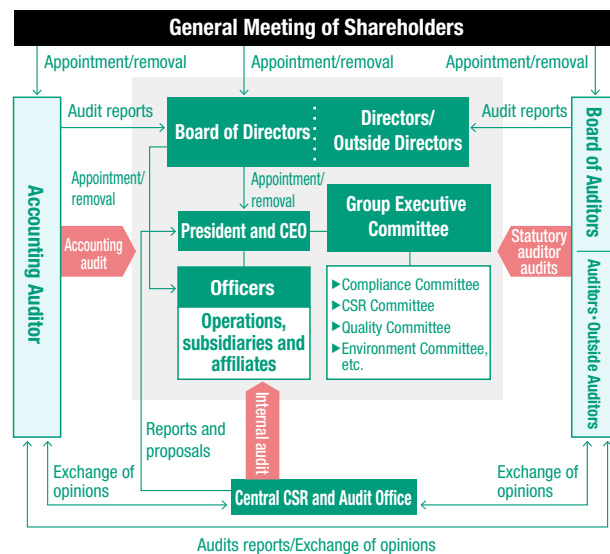 General Meeting of Shareholders
Appointment/removal
Appointment/removal
Appointment/removal
Audit reports
Board of Directors
Directors/
Outside Directors
Audit reports
Accounting Auditor
Board of Auditors
Auditors・Outside Auditors
Appointment/
removal
Appointment/
removal
Accounting
audit
President and CEO
Group Executive
Committee
Statutory
auditor
audits
Officers
Operations,
subsidiaries and
affiliates
▶Compliance Committee
▶CSR Committee
▶Quality Committee
▶Environment Committee,
etc.
Internal audit
Reports and
proposals
Exchange of
opinions
Central CSR and Audit Office
Exchange of
opinions
Audits reports/Exchange of opinions